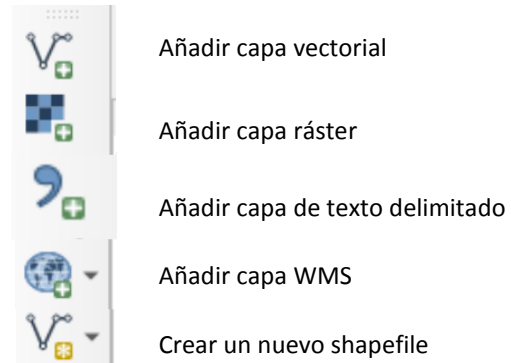 Añadir capa vectorial
Añadir capa ráster
Añadir capa de texto delimitado
Añadir capa WMS
Crear un nuevo shapefile